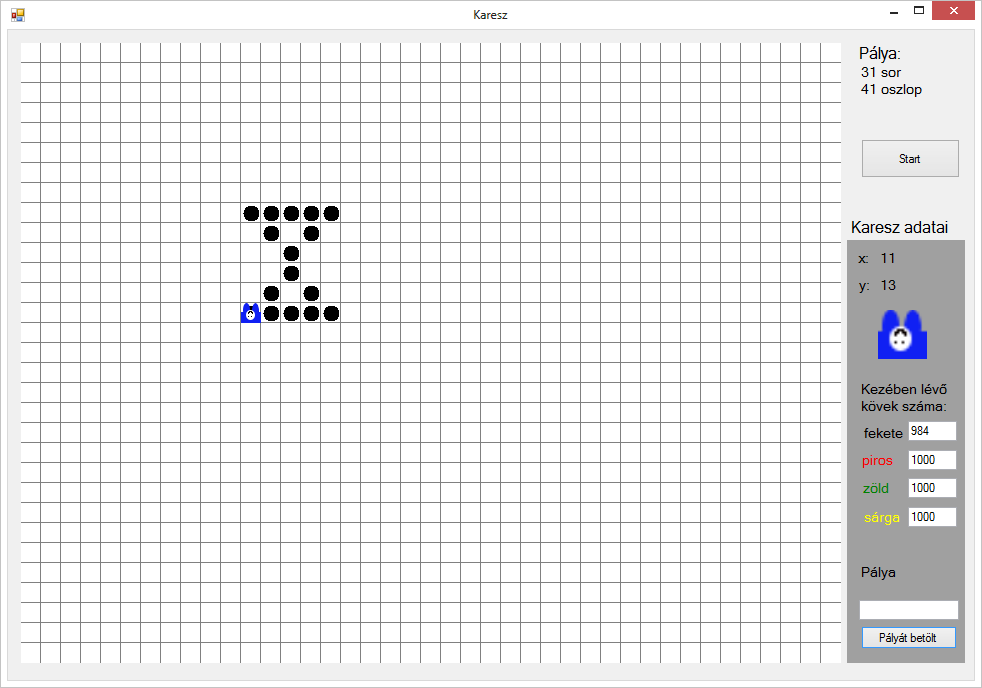 Karesz
Pálya:
31 sor
41 oszlop
Start
Karesz adatai
x: 11
y: 13
Kezében lévő
kövek száma:
fekete 984
piros 1000
zöld 1000
sárga 1000
Pálya
Pályát betölt